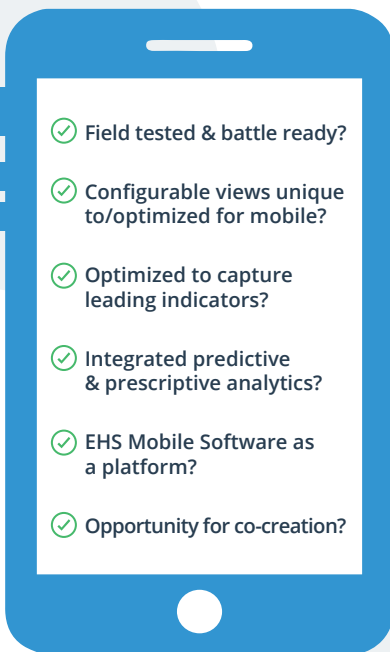 Field tested & battle ready?
Configurable views unique
to/optimized for mobile?
Optimized to capture
leading indicators?
Integrated predictive
& prescriptive analytics?
EHS Mobile Software as
a platform?
Opportunity for co-creation?